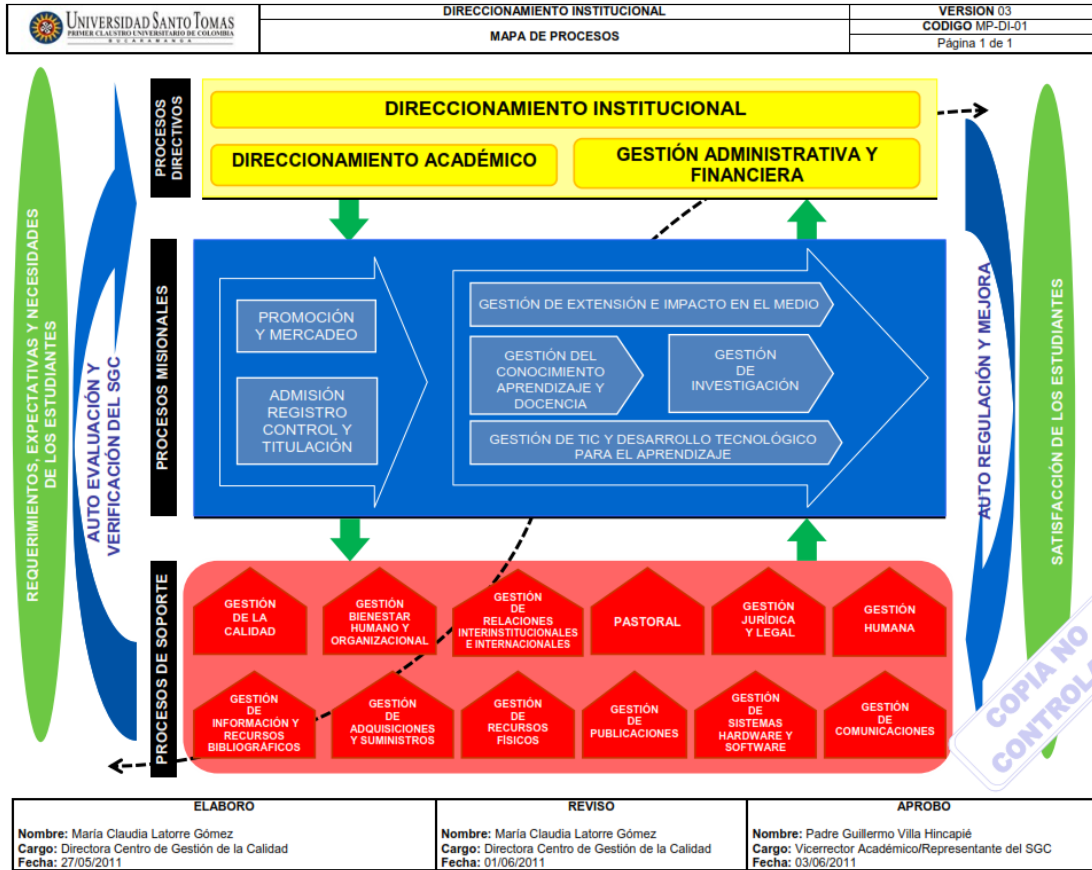 UNIVERSIDAD SANTO TOMAS
PRIMER CLAUSTRO UNIVERSITARIO DE COLOMBIA
BUCARAMANGA
DIRECCIONAMIENTO INSTITUCIONAL
MAPA DE PROCESOS
VERSION 03
CODIGO MP-DI-01
Página 1 de 1
REQUERIMIENTOS, EXPECTATIVAS Y NECESIDADES
DE LOS ESTUDIANTES
AUTO EVALUACIÓN Y
VERIFICACIÓN DEL SGC
PROCESOS
DIRECTIVOS
DIRECCIONAMIENTO INSTITUCIONAL
DIRECCIONAMIENTO ACADÉMICO
GESTIÓN ADMINISTRATIVA Y
FINANCIERA
PROCESOS MISIONALES
PROMOCIÓN
Y MERCADEO
ADMISIÓN
REGISTRO
CONTROL Y
TITULACIÓN
GESTIÓN DE EXTENSIÓN E IMPACTO EN EL MEDIO
GESTIÓN DEL
CONOCIMIENTO
APRENDIZAJE Y
DOCENCIA
GESTIÓN
DE
INVESTIGACIÓN
GESTIÓN DE TIC Y DESARROLLO TECNOLÓGICO
PARA EL APRENDIZAJE
PROCESOS DE SOPORTE
GESTIÓN
DE LA
CALIDAD
GESTIÓN
BIENESTAR
HUMANO Y
ORGANIZACIONAL
GESTIÓN
DE
RELACIONES
INTERINSTITUCIONALES
E INTERNACIONALES
PASTORAL
GESTIÓN
JURÍDICA
Y LEGAL
GESTIÓN
HUMANA
GESTIÓN
DE
INFORMACIÓN Y
RECURSOS
BIBLIOGRÁFICOS
GESTIÓN
DE
ADQUISICIONES
Y SUMINISTROS
GESTIÓN
DE
RECURSOS
FÍSICOS
GESTIÓN
DE
PUBLICACIONES
GESTIÓN
DE
SISTEMAS
HARDWARE Y
SOFTWARE
GESTIÓN
DE
COMUNICACIONES
AUTO REGULACIÓN Y MEJORA
SATISFACCIÓN DE LOS ESTUDIANTES
COPIA NO
CONTROL
ELABORO
Nombre: María Claudia Latorre Gómez
Cargo: Directora Centro de Gestión de la Calidad
Fecha: 27/05/2011
REVISO
Nombre: María Claudia Latorre Gómez
Cargo: Directora Centro de Gestión de la Calidad
Fecha: 01/06/2011
APROBO
Nombre: Padre Guillermo Villa Hincapié
Cargo: Vicerrector Académico/Representante del SGC
Fecha: 03/06/2011